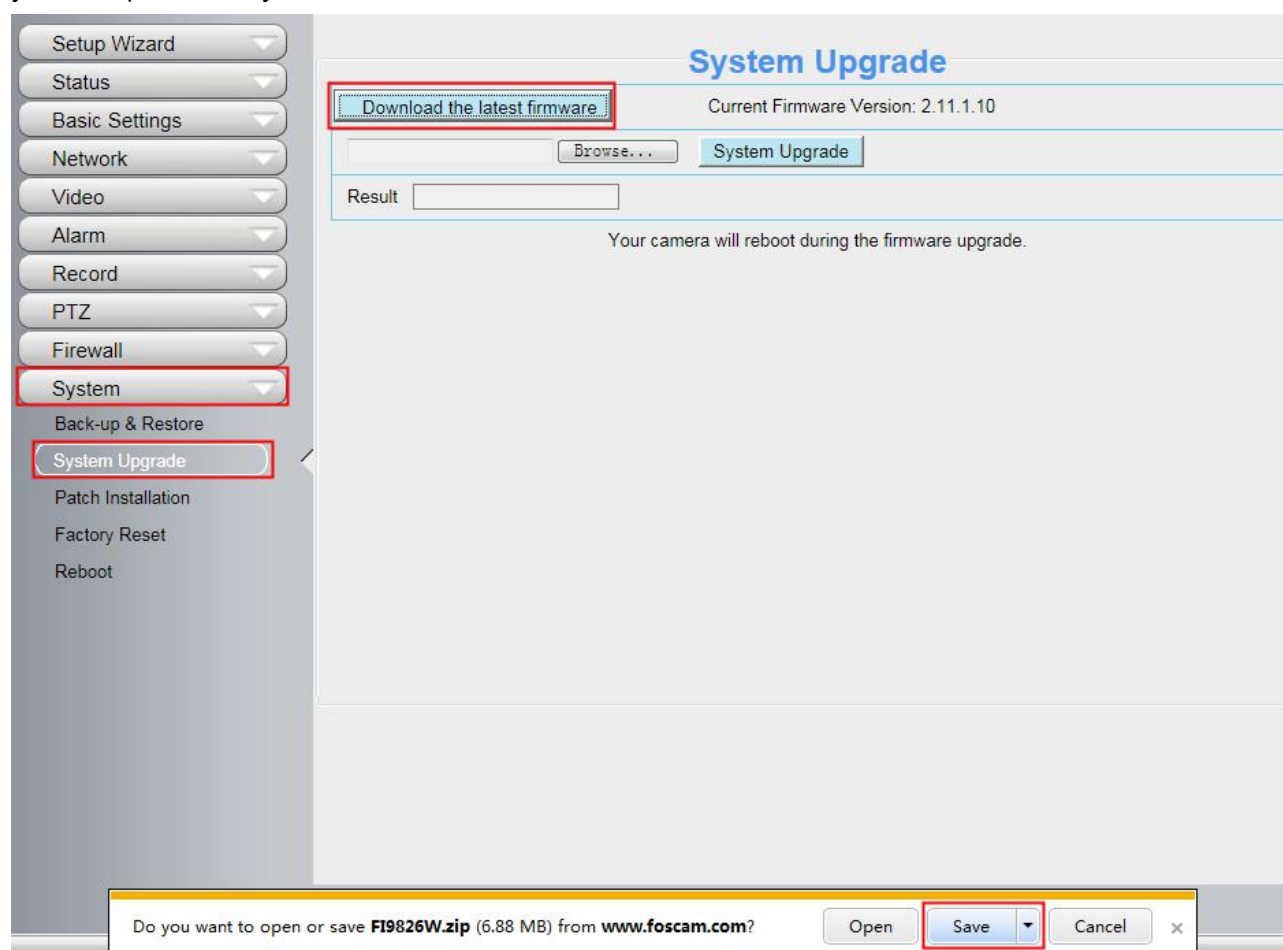 Setup Wizard
Status
Basic Settings
Network
Video
Alarm
Record
PTZ
Firewall
System
Back-up & Restore
System Upgrade
Patch Installation
Factory Reset
Reboot
System Upgrade
Download the latest firmware
Current Firmware Version: 2.11.1.10
Browse...
System Upgrade
Result
Your camera will reboot during the firmware upgrade.
Do you want to open or save FI9826W.zip (6.88 MB) from www.foscam.com?
Open
Save
Cancel